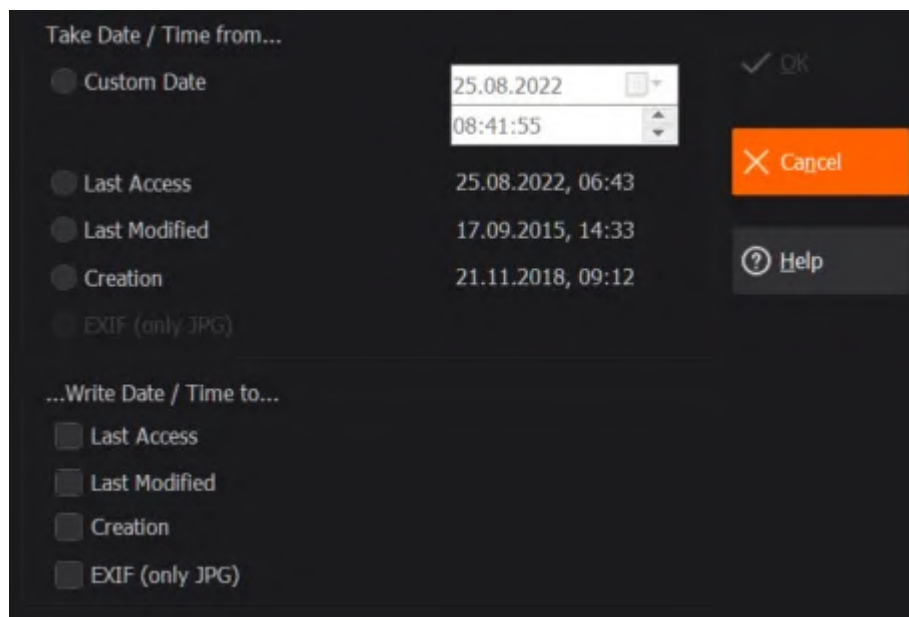 Take Date / Time from...
Custom Date
25.08.2022
08:41:55
Last Access 25.08.2022, 06:43
Last Modified 17.09.2015, 14:33
Creation 21.11.2018, 09:12
EXIF (only JPG)
...Write Date / Time to...
Last Access
Last Modified
Creation
EXIF (only JPG)
OK
Cancel
Help